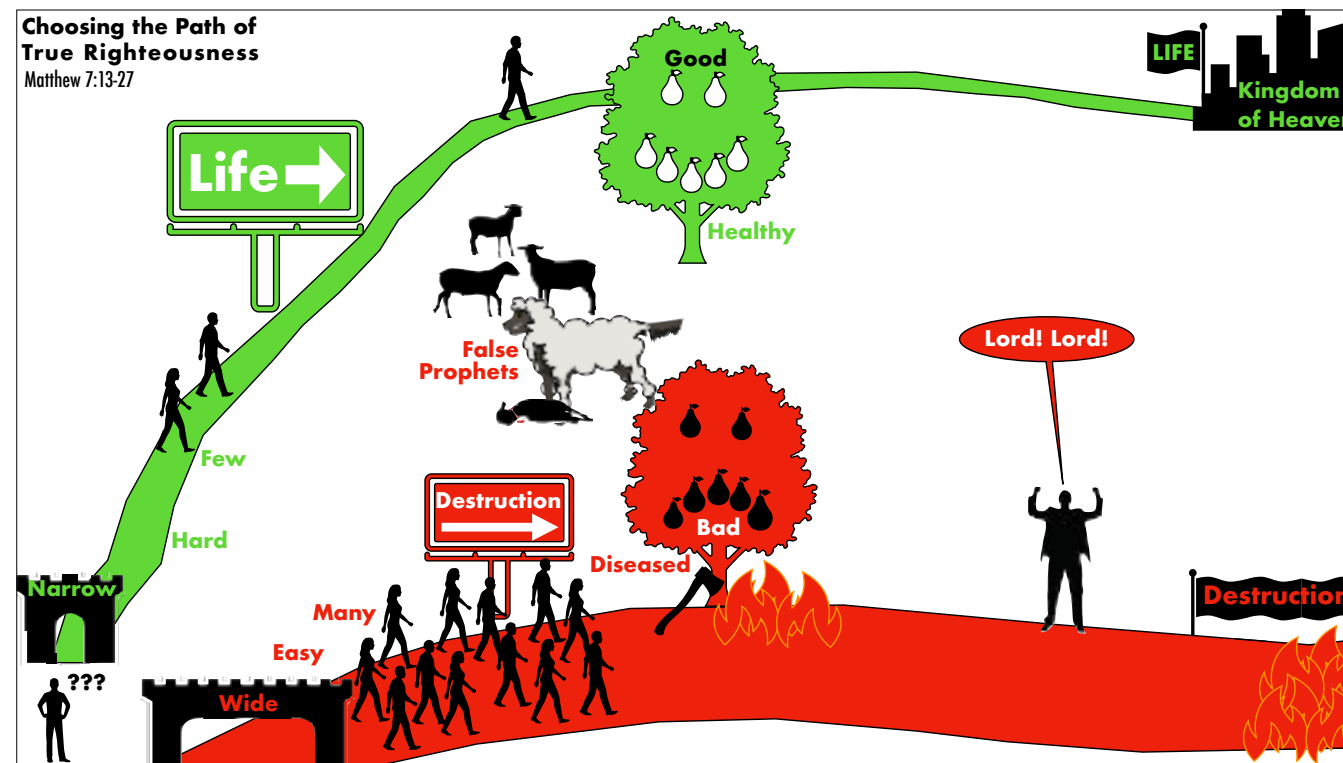 Choosing the Path of
True Righteousness
Matthew 7:13-27
Good
LIFE
Kingdom
of Heaven
Life
Healthy
False
Prophets
Lord! Lord!
Few
Destruction
Hard
Bad
Diseased
Narrow
Many
Destruction
Easy
???
Wide